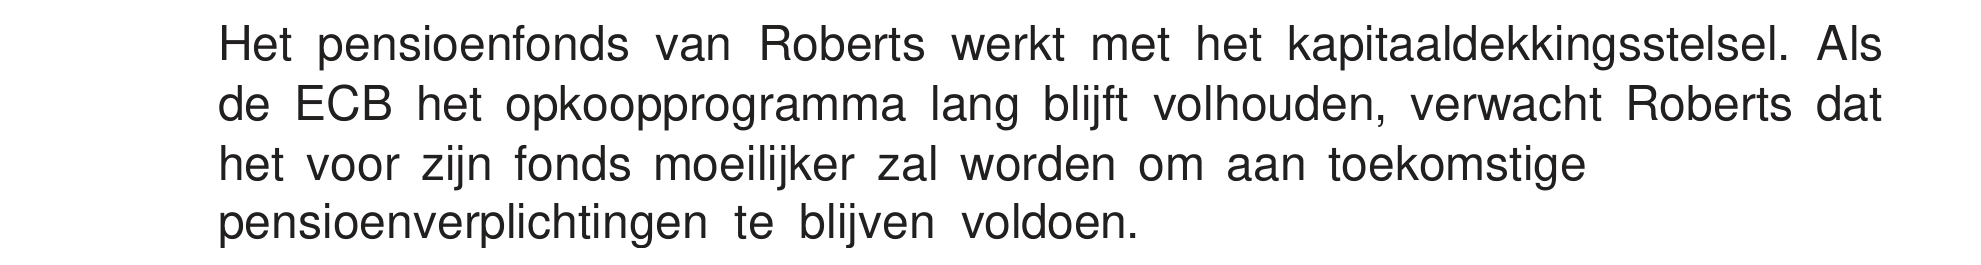 Het pensioenfonds van Roberts werkt met het kapitaaldekkingsstelsel. Als
de ECB het opkoopprogramma lang blijft volhouden, verwacht Roberts dat
het voor zijn fonds moeilijker zal worden om aan toekomstige
pensioenverplichtingen te blijven voldoen.